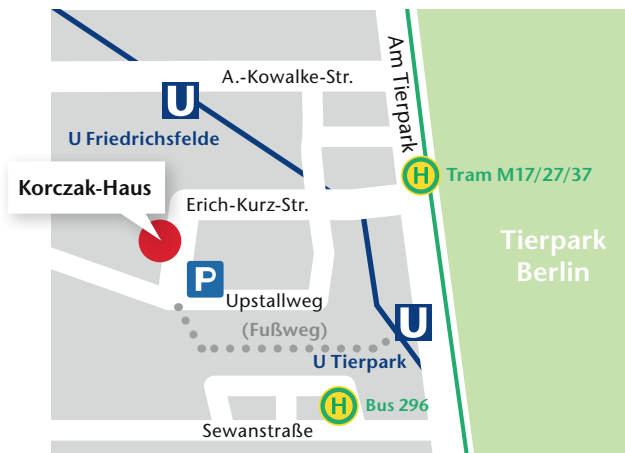 A.-Kowalke-Str.
Am Tierpark
U
U Friedrichsfelde
H
Tram M17/27/37
Korczak-Haus
Erich-Kurz-Str.
Tierpark
Berlin
P
Upstallweg
(Fußweg)
U
U Tierpark
H
Bus 296
Sewanstraße